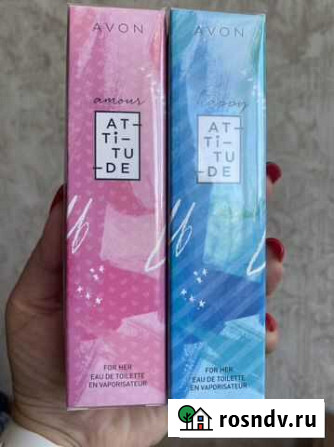 AVON
amour
AT-
-Ti-
-TU
-DE
FOR HER
EAU DE TOILETTE
EN VAPORISATEUR
AVON
happy
AT-
-Ti-
-TU
-DE
FOR HER
EAU DE TOILETTE
EN VAPORISATEUR
rosndv.ru